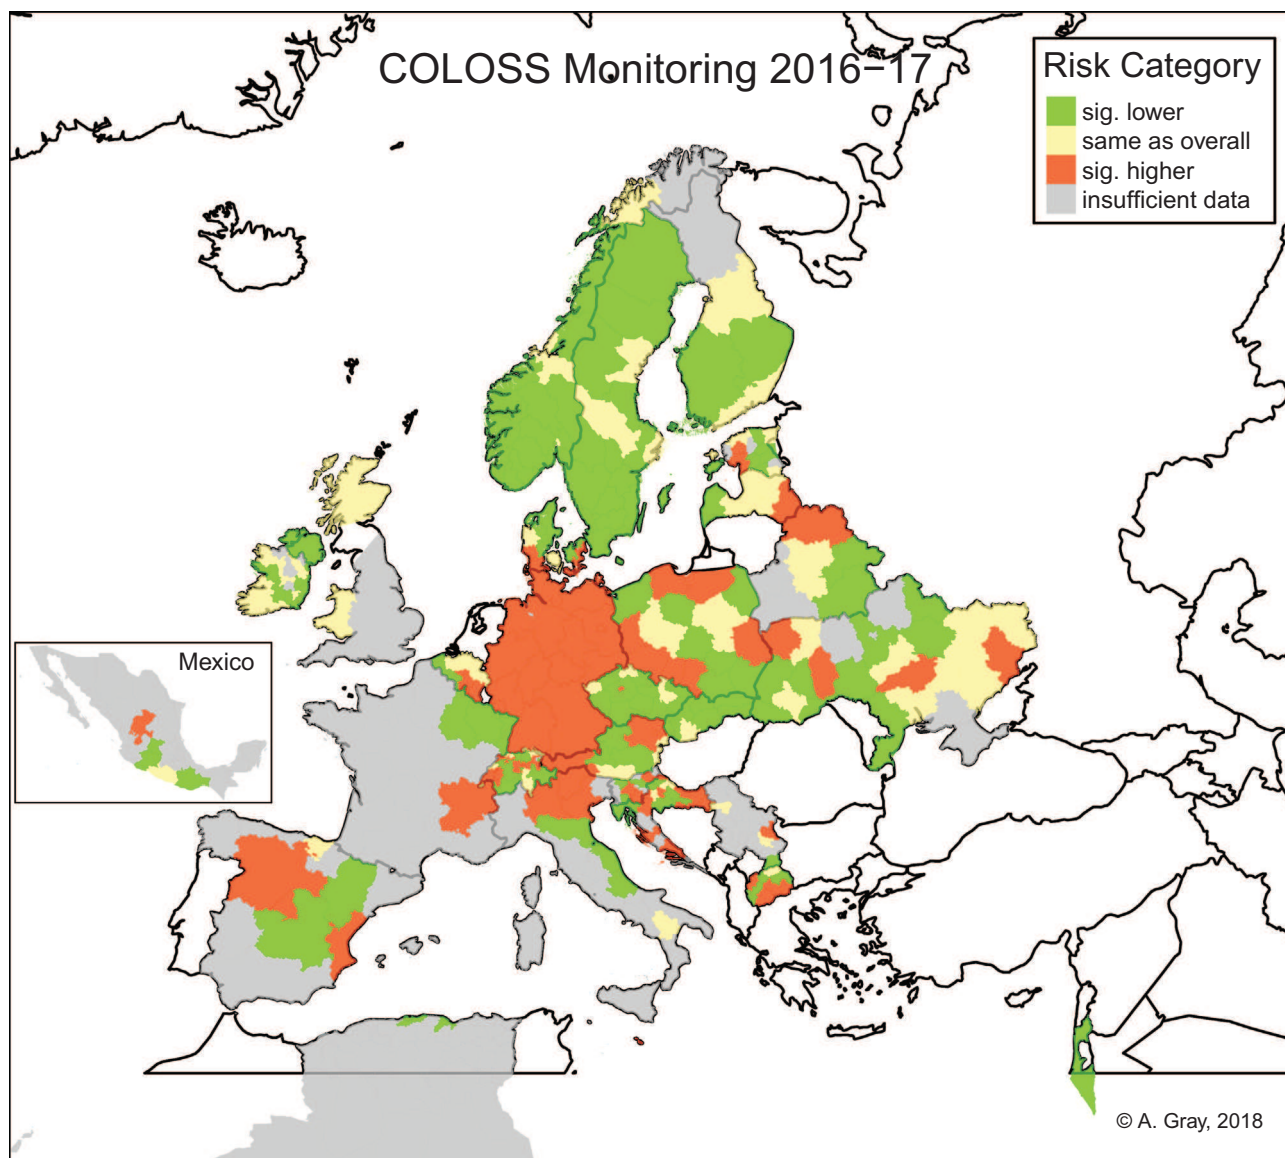 COLOSS Monitoring 2016−17
Risk Category
sig. lower
same as overall
sig. higher
insufficient data
Mexico
© A. Gray, 2018